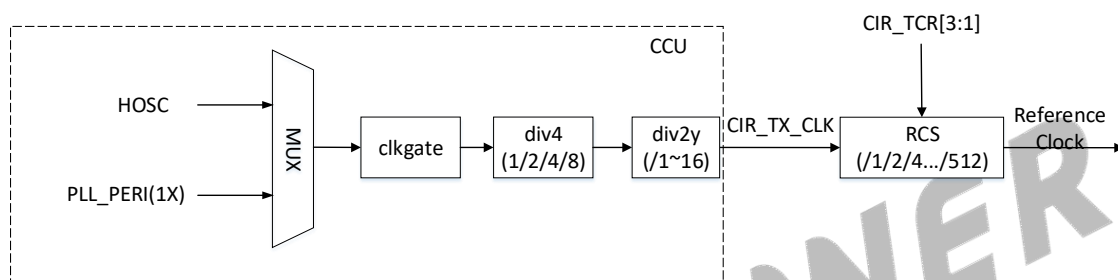 CIR_TCR[3:1]
CCU
HOSC
MUX
clkgate
div4
(1/2/4/8)
div2y
(/1~16)
CIR_TX_CLK
RCS
(/1/2/4.../512)
Reference
Clock
PLL_PERI(1X)